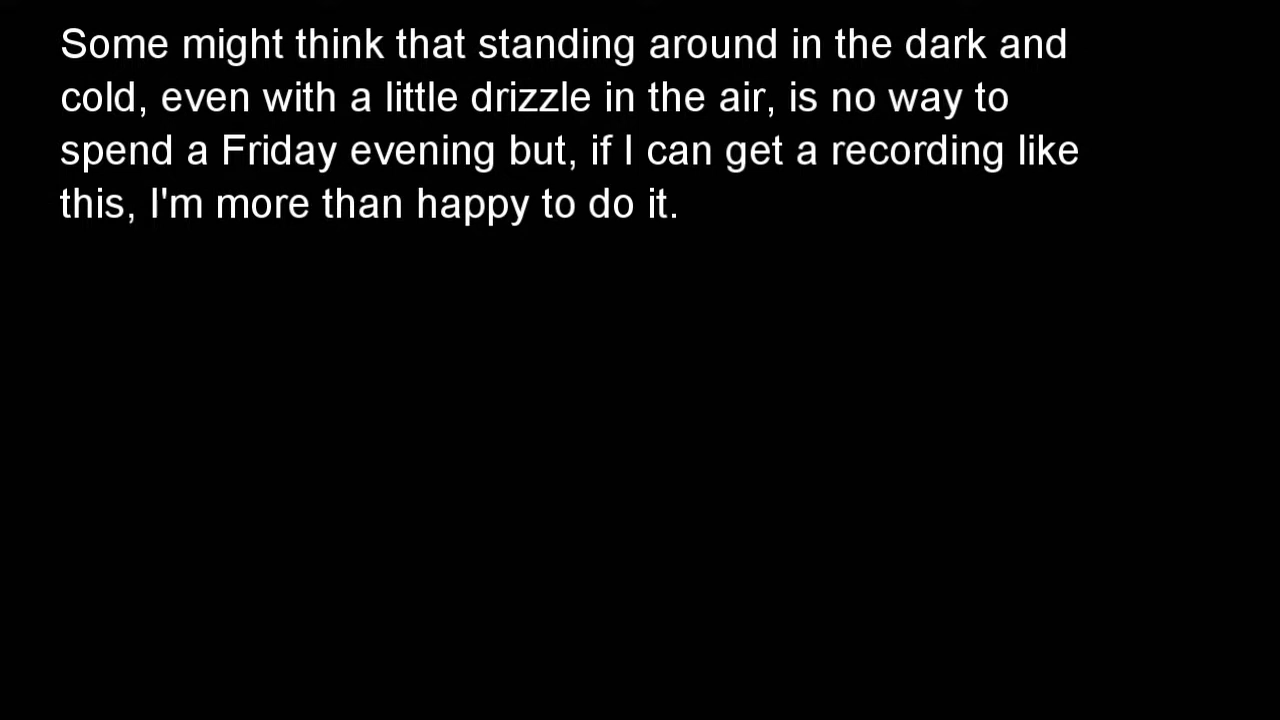 Some might think that standing around in the dark and
cold, even with a little drizzle in the air, is no way to
spend a Friday evening but, if I can get a recording like
this, I'm more than happy to do it.